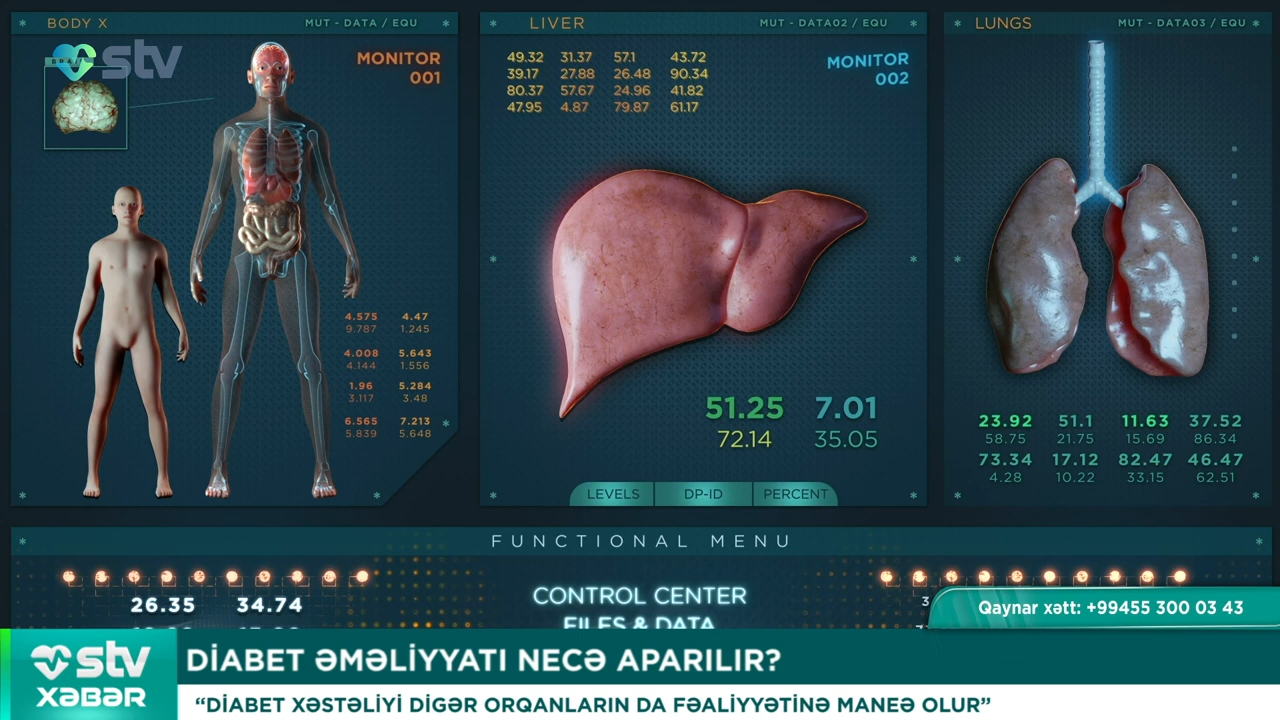 BODY X
MUT - DATA / EQU
stv
MONITOR
001
4.575 4.47
9.787 1.245
4.008 5.643
4.144 1.556
1.96 5.284
3.117 3.48
6.565 7.213
5.839 5.648
LIVER
MUT - DATA02 / EQU
49.32 31.37 57.1 43.72
39.17 27.88 26.48 90.34
80.37 57.67 24.96 41.82
47.95 4.87 79.87 61.17
MONITOR
002
51.25 7.01
72.14 35.05
LEVELS DP-ID PERCENT
LUNGS
MUT - DATA03 / EQU
23.92 51.1 11.63 37.52
58.75 21.75 15.69 86.34
73.34 17.12 82.47 46.47
4.28 10.22 33.15 62.51
FUNCTIONAL MENU
26.35 34.74
CONTROL CENTER
FILES & DATA
Qaynar xətt: +99455 300 03 43
stv
XƏBƏR
DİABET ƏMƏLİYYATI NECƏ APARILIR?
“DİABET XƏSTƏLİYİ DİGƏR ORQANLARIN DA FƏALİYYƏTİNƏ MANEƏ OLUR”